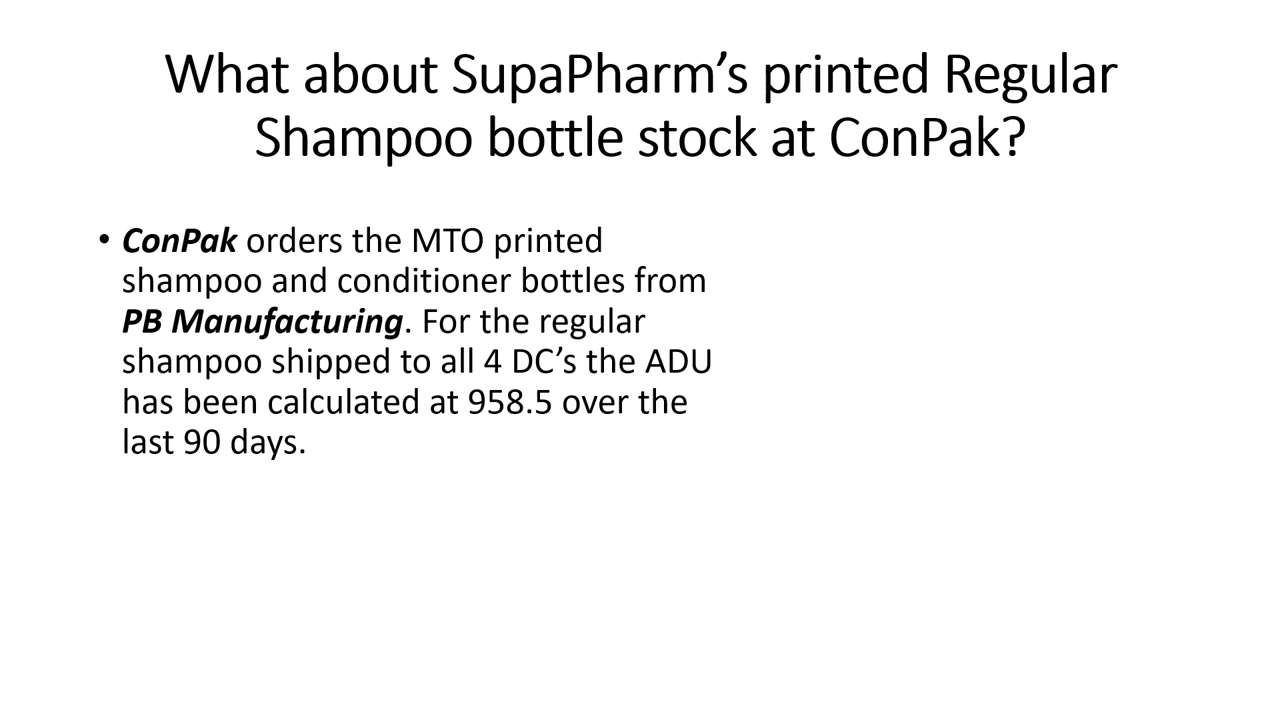 What about SupaPharm’s printed Regular
Shampoo bottle stock at ConPak?
• ConPak orders the MTO printed
shampoo and conditioner bottles from
PB Manufacturing. For the regular
shampoo shipped to all 4 DC’s the ADU
has been calculated at 958.5 over the
last 90 days.